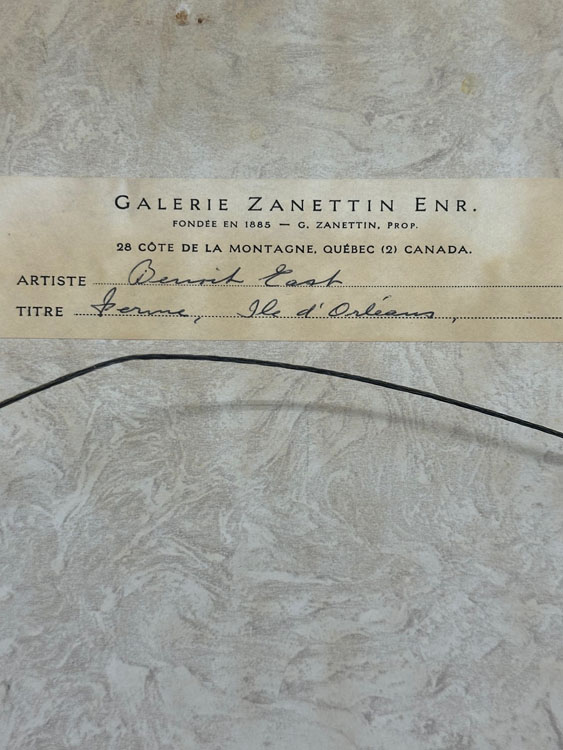 GALERIE ZANETTIN ENR.
FONDÉE EN 1885 — G. ZANETTIN, PROP.
28 CÔTE DE LA MONTAGNE, QUÉBEC (2) CANADA.
ARTISTE Benoit East
TITRE Ferme, Ile d'Orléans,